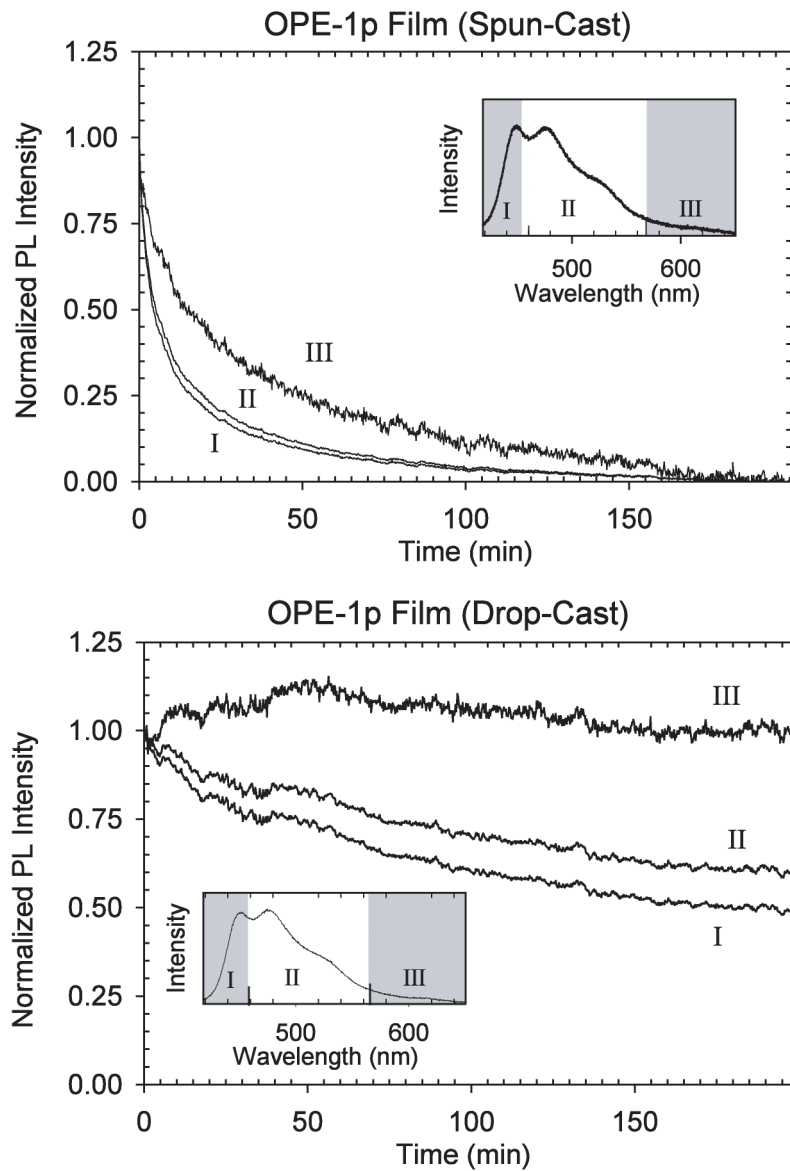 OPE-1p Film (Spun-Cast)
1.25
1.00
0.75
0.50
0.25
0.00
Normalized PL Intensity
0 50 100 150
Time (min)
I
II
III
Intensity
I II III
500 600
Wavelength (nm)
OPE-1p Film (Drop-Cast)
1.25
1.00
0.75
0.50
0.25
0.00
Normalized PL Intensity
III
II
I
Intensity
I II III
500 600
Wavelength (nm)
0 50 100 150
Time (min)